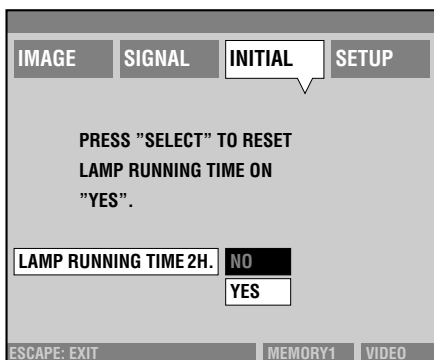 IMAGE SIGNAL INITIAL SETUP
PRESS ”SELECT” TO RESET
LAMP RUNNING TIME ON
”YES”.
LAMP RUNNING TIME 2H. NO
YES
ESCAPE: EXIT MEMORY1 VIDEO